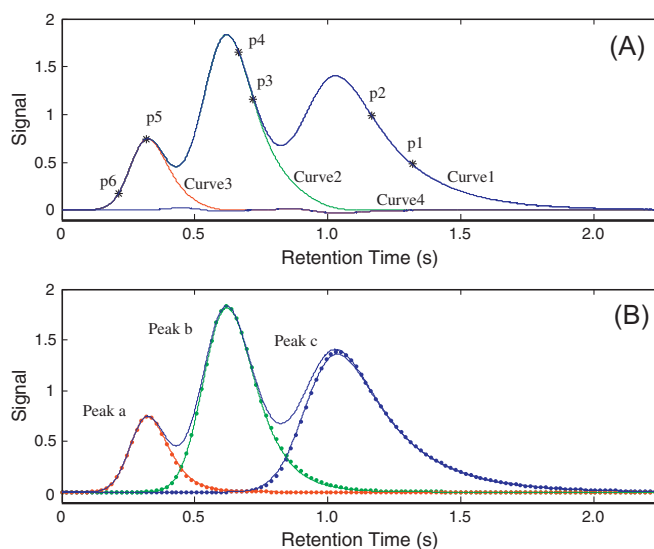 (A)
2
1.5
1
0.5
0
Signal
p4
p3
p2
p5
p1
p6
Curve3
Curve2
Curve1
Curve4
0 0.5 1.0 1.5 2.0
Retention Time (s)
(B)
2
1.5
1
0.5
0
Signal
Peak b
Peak c
Peak a
0 0.5 1.0 1.5 2.0
Retention Time (s)